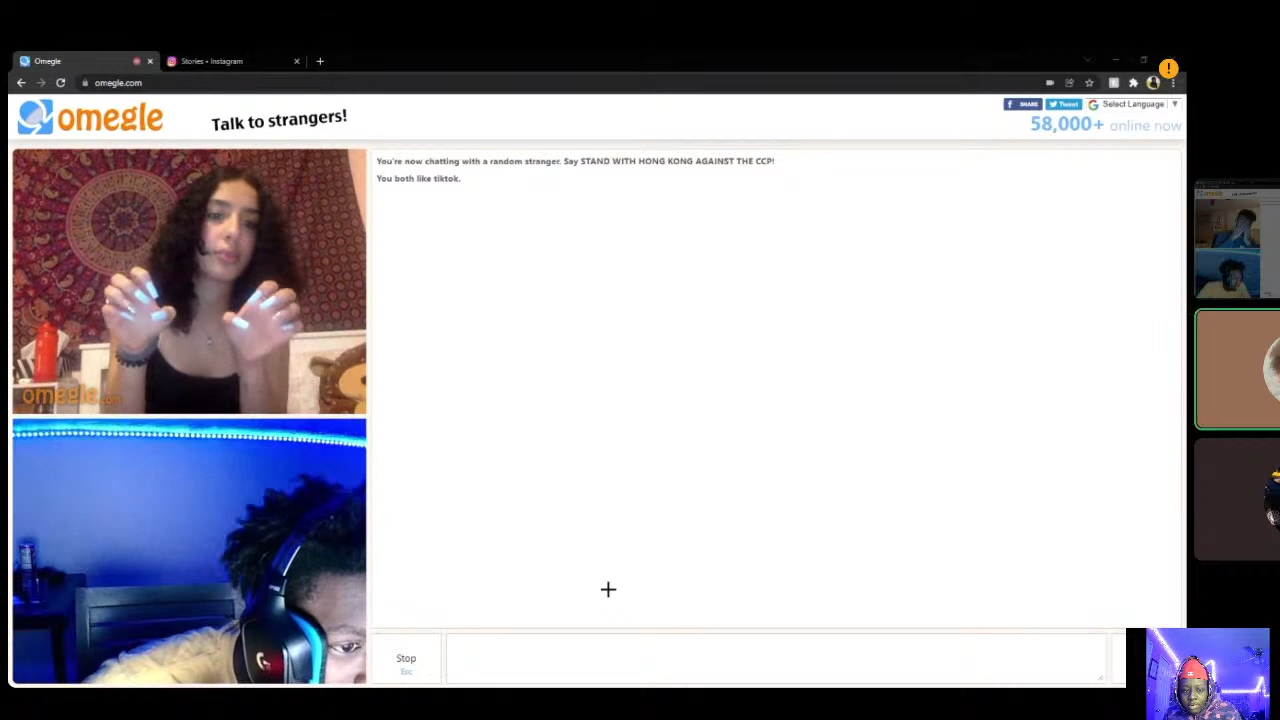 Omegle
Stories • Instagram
omegle.com
omegle
Talk to strangers!
SHARE
Tweet
Select Language
58,000+ online now
You're now chatting with a random stranger. Say STAND WITH HONG KONG AGAINST THE CCP!
You both like tiktok.
omegle.com
Stop
Esc